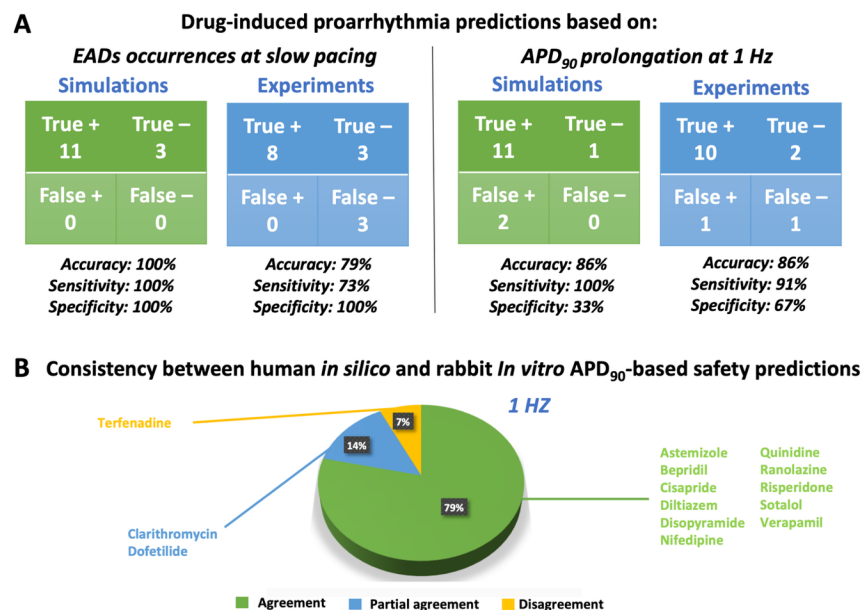 A
Drug-induced proarrhythmia predictions based on:
EADs occurrences at slow pacing
APD90 prolongation at 1 Hz
Simulations
Experiments
Simulations
Experiments
True + True –
11 3
False + False –
0 0
True + True –
8 3
False + False –
0 3
True + True –
11 1
False + False –
2 0
True + True –
10 2
False + False –
1 1
Accuracy: 100%
Sensitivity: 100%
Specificity: 100%
Accuracy: 79%
Sensitivity: 73%
Specificity: 100%
Accuracy: 86%
Sensitivity: 100%
Specificity: 33%
Accuracy: 86%
Sensitivity: 91%
Specificity: 67%
B Consistency between human in silico and rabbit In vitro APD90-based safety predictions
1 HZ
Terfenadine
7%
14%
79%
Clarithromycin
Dofetilide
Astemizole
Bepridil
Cisapride
Diltiazem
Disopyramide
Nifedipine
Quinidine
Ranolazine
Risperidone
Sotalol
Verapamil
Agreement Partial agreement Disagreement